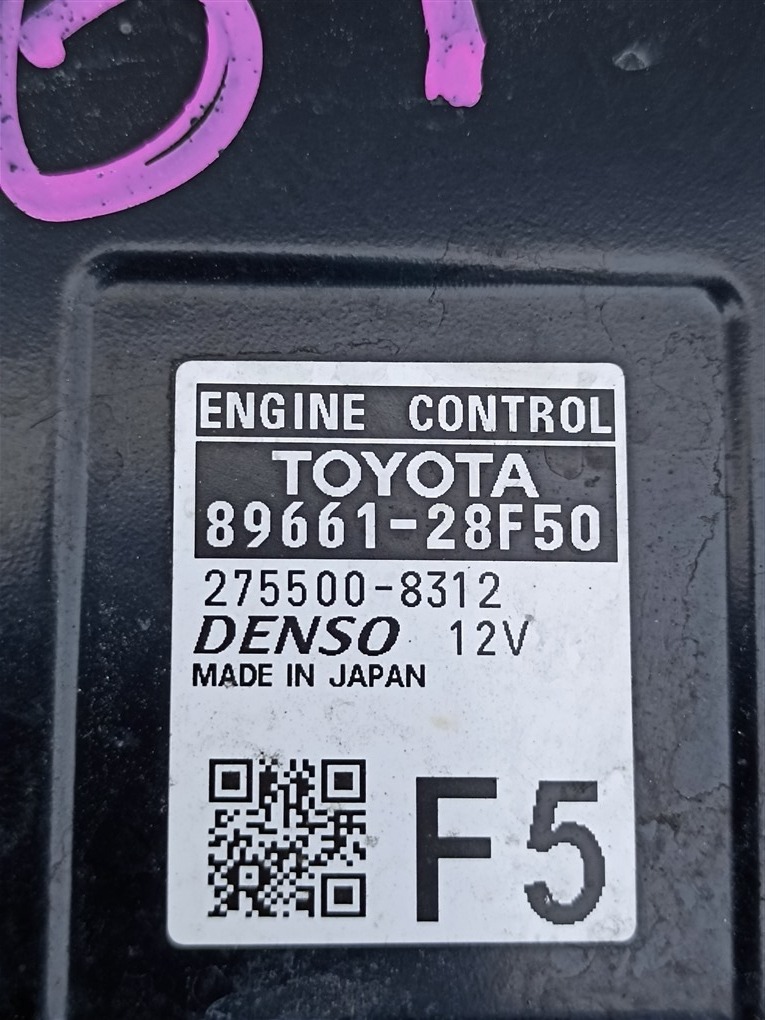 ENGINE CONTROL
TOYOTA
89661-28F50
275500-8312
DENSO 12V
MADE IN JAPAN
F5